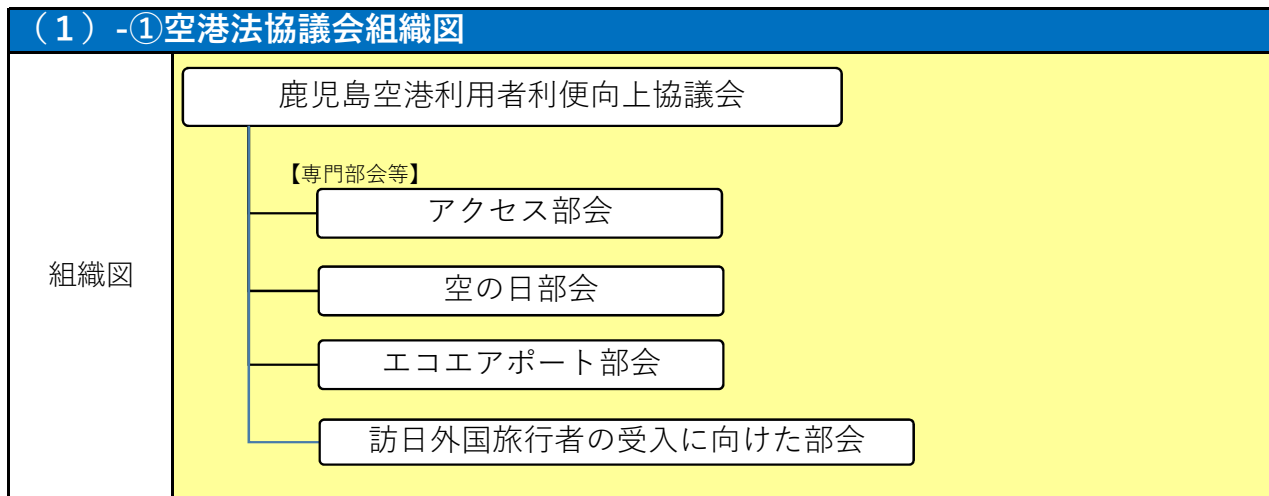 （１）-①空港法協議会組織図
鹿児島空港利用者利便向上協議会
【専門部会等】
アクセス部会
組織図
空の日部会
エコエアポート部会
訪日外国旅行者の受入に向けた部会